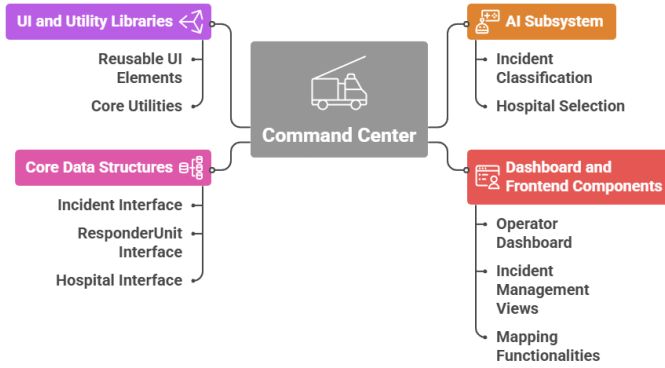 UI and Utility Libraries
Reusable UI
Elements
Core Utilities
Core Data Structures
Incident Interface
ResponderUnit
Interface
Hospital Interface
Command Center
AI Subsystem
Incident
Classification
Hospital Selection
Dashboard and
Frontend Components
Operator
Dashboard
Incident
Management
Views
Mapping
Functionalities